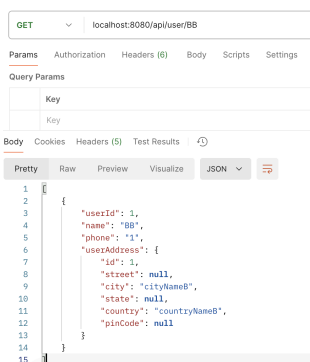 GET localhost:8080/api/user/BB
Params Authorization Headers (6) Body Scripts Settings
Query Params
Key
Key
Body Cookies Headers (5) Test Results
Pretty Raw Preview Visualize JSON
1 [
2 {
3 "userId": 1,
4 "name": "BB",
5 "phone": "1",
6 "userAddress": {
7 "id": 1,
8 "street": null,
9 "city": "cityNameB",
10 "state": null,
11 "country": "countryNameB",
12 "pinCode": null
13 }
14 }
15 ]